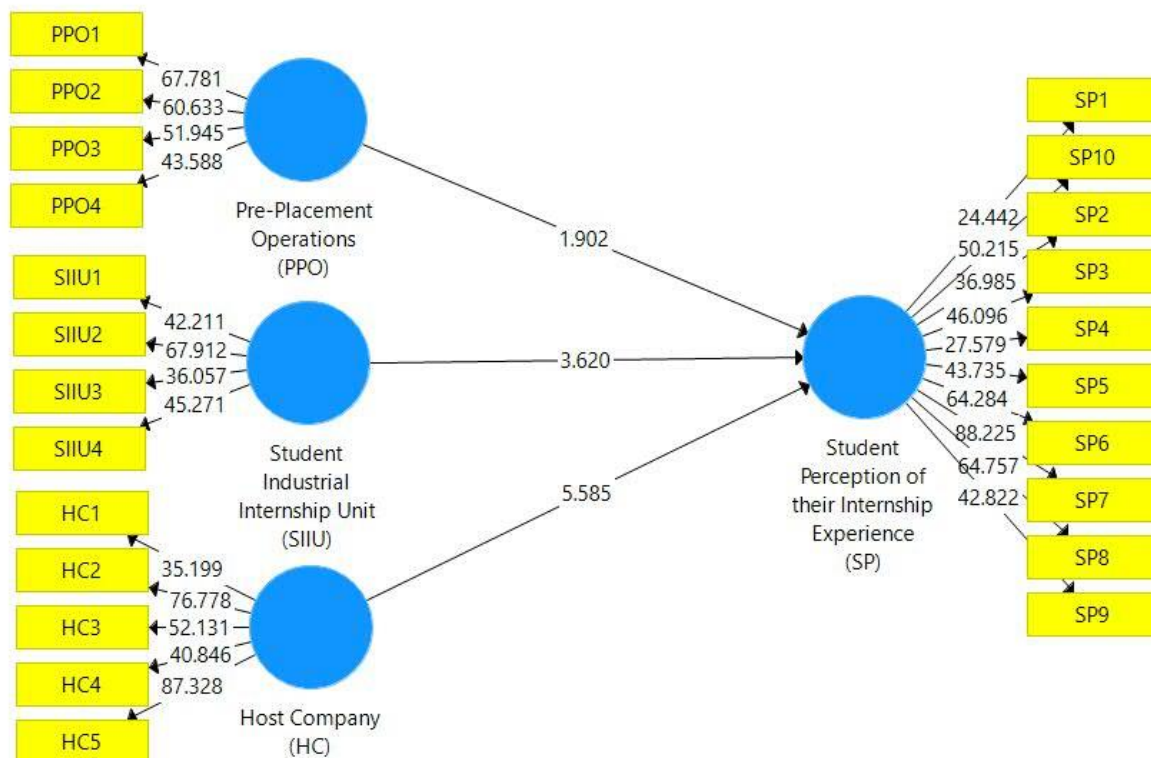 PPO1
PPO2
PPO3
PPO4
67.781
60.633
51.945
43.588
Pre-Placement
Operations
(PPO)
1.902
SIIU1
SIIU2
SIIU3
SIIU4
42.211
67.912
36.057
45.271
Student
Industrial
Internship Unit
(SIIU)
3.620
HC1
HC2
HC3
HC4
HC5
35.199
76.778
52.131
40.846
87.328
Host Company
(HC)
5.585
Student
Perception of
their Internship
Experience
(SP)
24.442
50.215
36.985
46.096
27.579
43.735
64.284
88.225
64.757
42.822
SP1
SP10
SP2
SP3
SP4
SP5
SP6
SP7
SP8
SP9